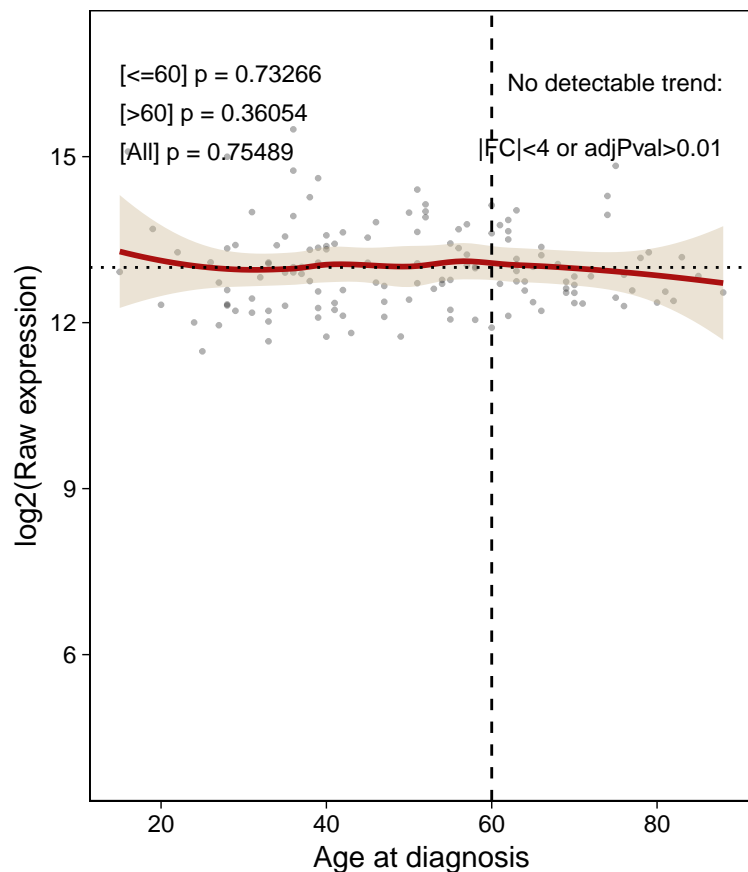 [<=60] p = 0.73266
No detectable trend:
[>60] p = 0.36054
[All] p = 0.75489
|FC|<4 or adjPval>0.01
15
12
9
6
log2(Raw expression)
20
40
60
80
Age at diagnosis